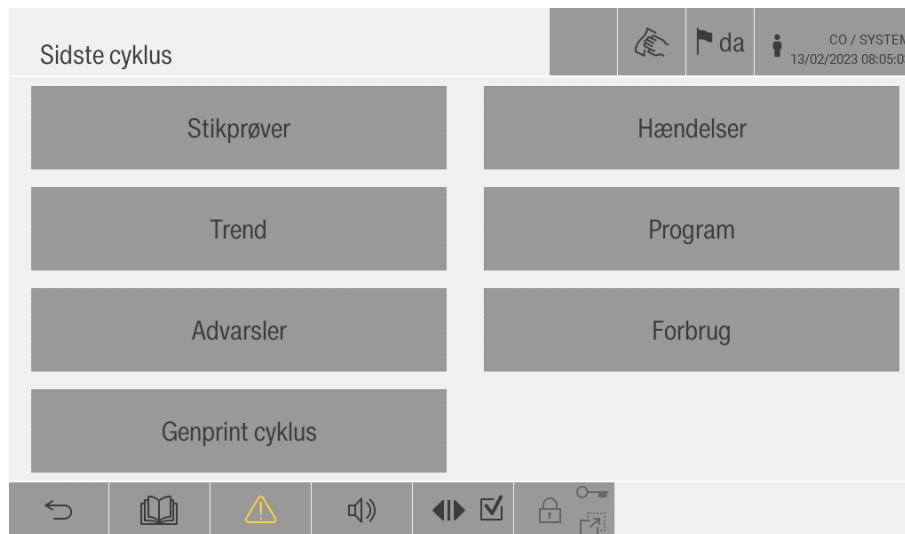 Sidste cyklus
da
CO / SYSTEM
13/02/2023 08:05:0
Stikprøver
Hændelser
Trend
Program
Advarsler
Forbrug
Genprint cyklus